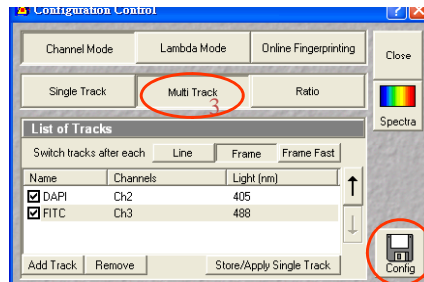 Configuration Control
Channel Mode Lambda Mode Online Fingerprinting Close
Single Track Multi Track Ratio
3
Spectra
List of Tracks
Switch tracks after each Line Frame Frame Fast
Name Channels Light (nm)
DAPI Ch2 405
FITC Ch3 488
Add Track Remove Store/Apply Single Track Config